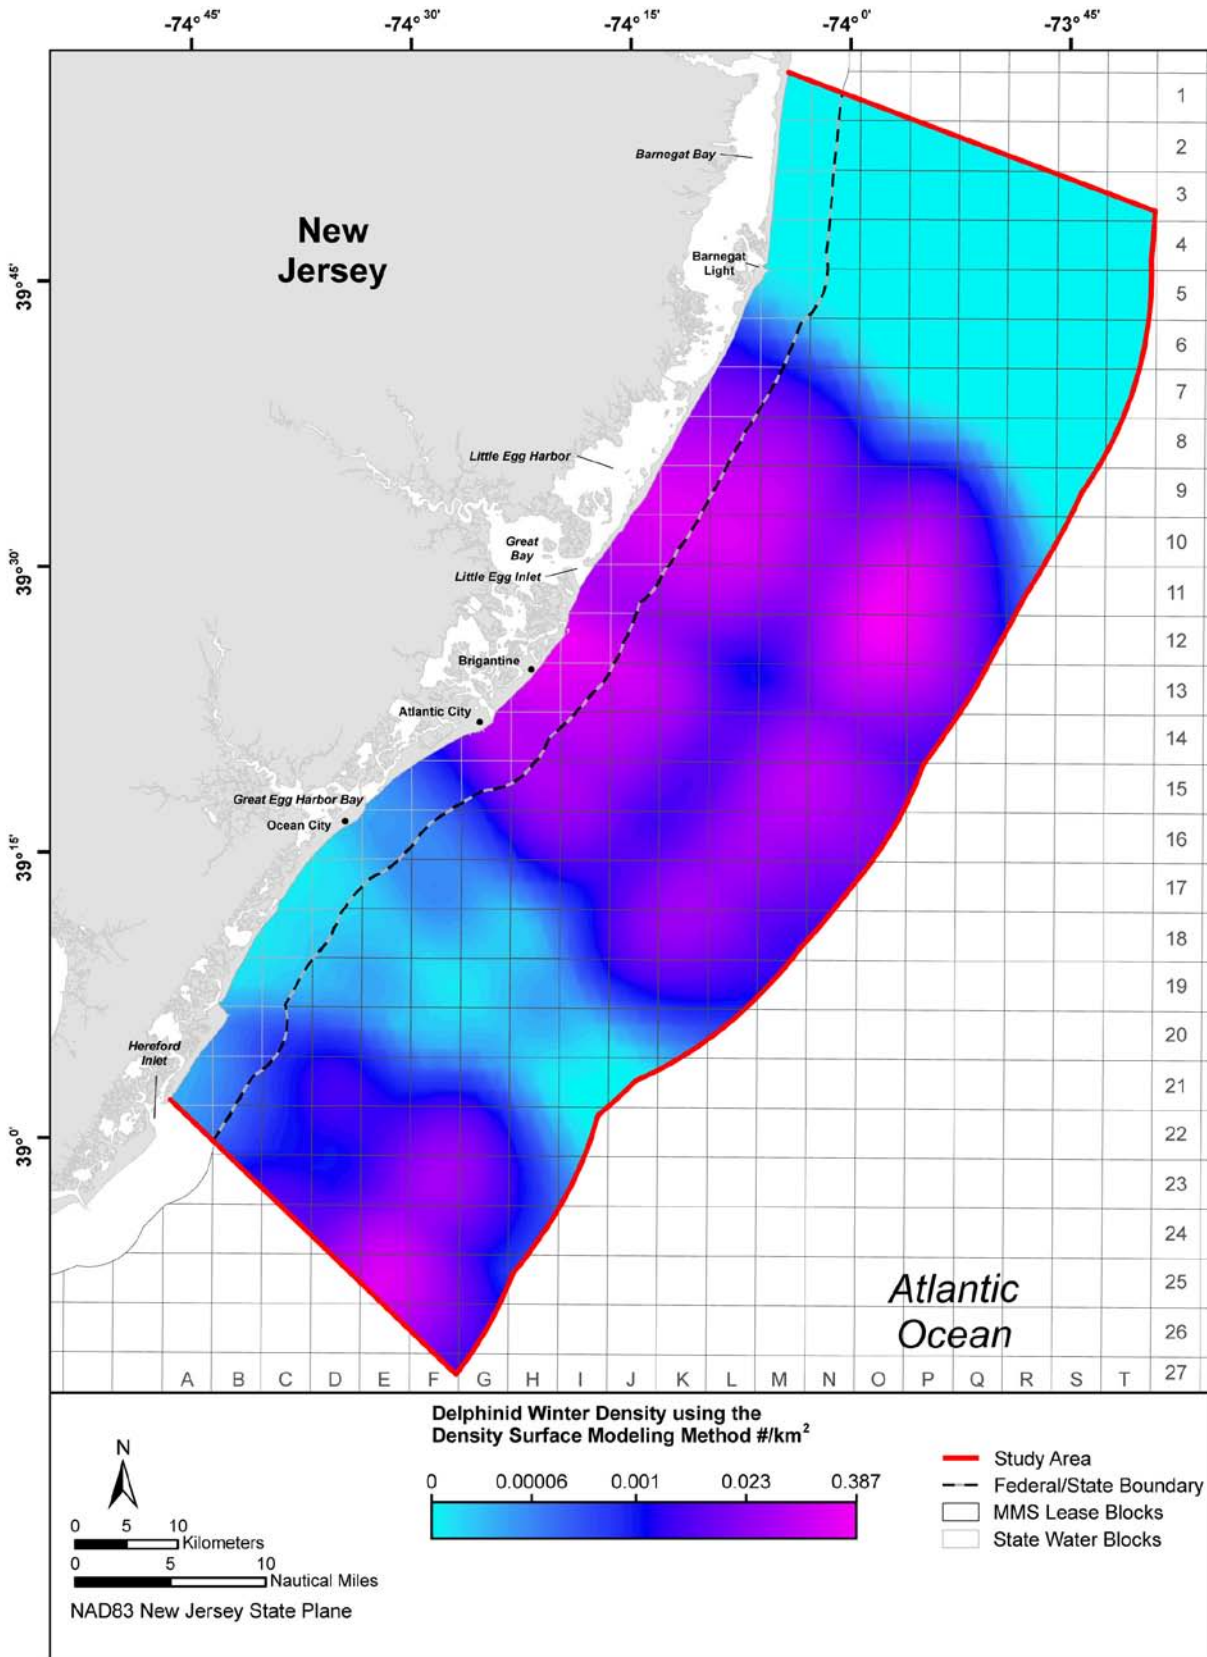 -74° 45'
-74° 30'
-74° 15'
-74° 0'
-73° 45'
39° 45'
39° 30'
39° 15'
39° 0'
1
2
3
4
5
6
7
8
9
10
11
12
13
14
15
16
17
18
19
20
21
22
23
24
25
26
27
Barnegat Bay
New
Jersey
Barnegat
Light
Little Egg Harbor
Great
Bay
Little Egg Inlet
Brigantine
Atlantic City
Great Egg Harbor Bay
Ocean City
Hereford
Inlet
Atlantic
Ocean
A B C D E F G H I J K L M N O P Q R S T
Delphinid Winter Density using the
Density Surface Modeling Method #/km²
0 0.00006 0.001 0.023 0.387
N
0 5 10
Kilometers
0 5 10
Nautical Miles
NAD83 New Jersey State Plane
Study Area
Federal/State Boundary
MMS Lease Blocks
State Water Blocks